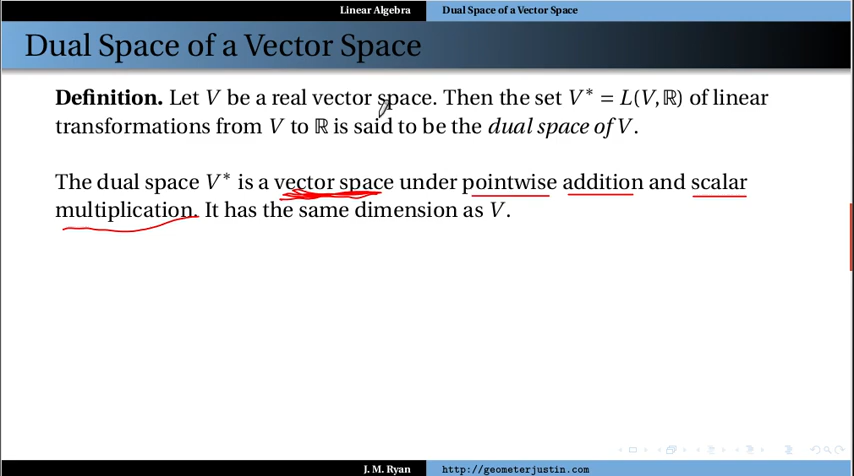 Linear Algebra
Dual Space of a Vector Space
Dual Space of a Vector Space
Definition. Let V be a real vector space. Then the set V* = L(V,ℝ) of linear
transformations from V to ℝ is said to be the dual space of V.
The dual space V* is a vector space under pointwise addition and scalar
multiplication. It has the same dimension as V.
J. M. Ryan
http://geometerjustin.com